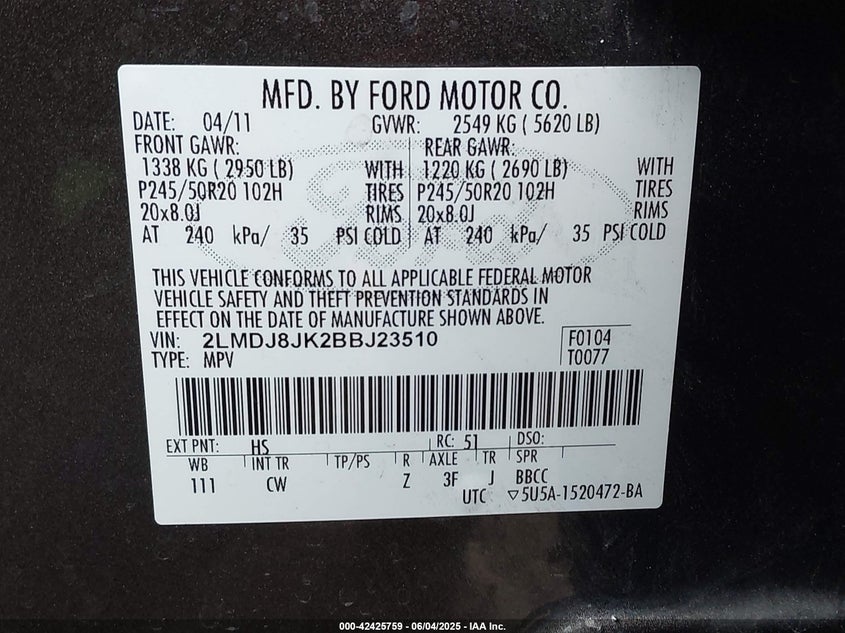 MFD. BY FORD MOTOR CO.
DATE: 04/11 GVWR: 2549 KG ( 5620 LB)
FRONT GAWR: REAR GAWR:
1338 KG ( 2950 LB) WITH 1220 KG ( 2690 LB) WITH
P245/50R20 102H TIRES P245/50R20 102H TIRES
20x8.0J RIMS 20x8.0J RIMS
AT 240 kPa/ 35 PSI COLD AT 240 kPa/ 35 PSI COLD
THIS VEHICLE CONFORMS TO ALL APPLICABLE FEDERAL MOTOR
VEHICLE SAFETY AND THEFT PREVENTION STANDARDS IN
EFFECT ON THE DATE OF MANUFACTURE SHOWN ABOVE.
VIN: 2LMDJ8JK2BBJ23510 F0104
TYPE: MPV T0077
EXT PNT: HS RC: 51 DSO:
WB INT TR TP/PS R AXLE TR SPR
111 CW Z 3F J BBCC
UTC ▽5U5A-1520472-BA
000-42425759 - 06/04/2025 - IAA Inc.